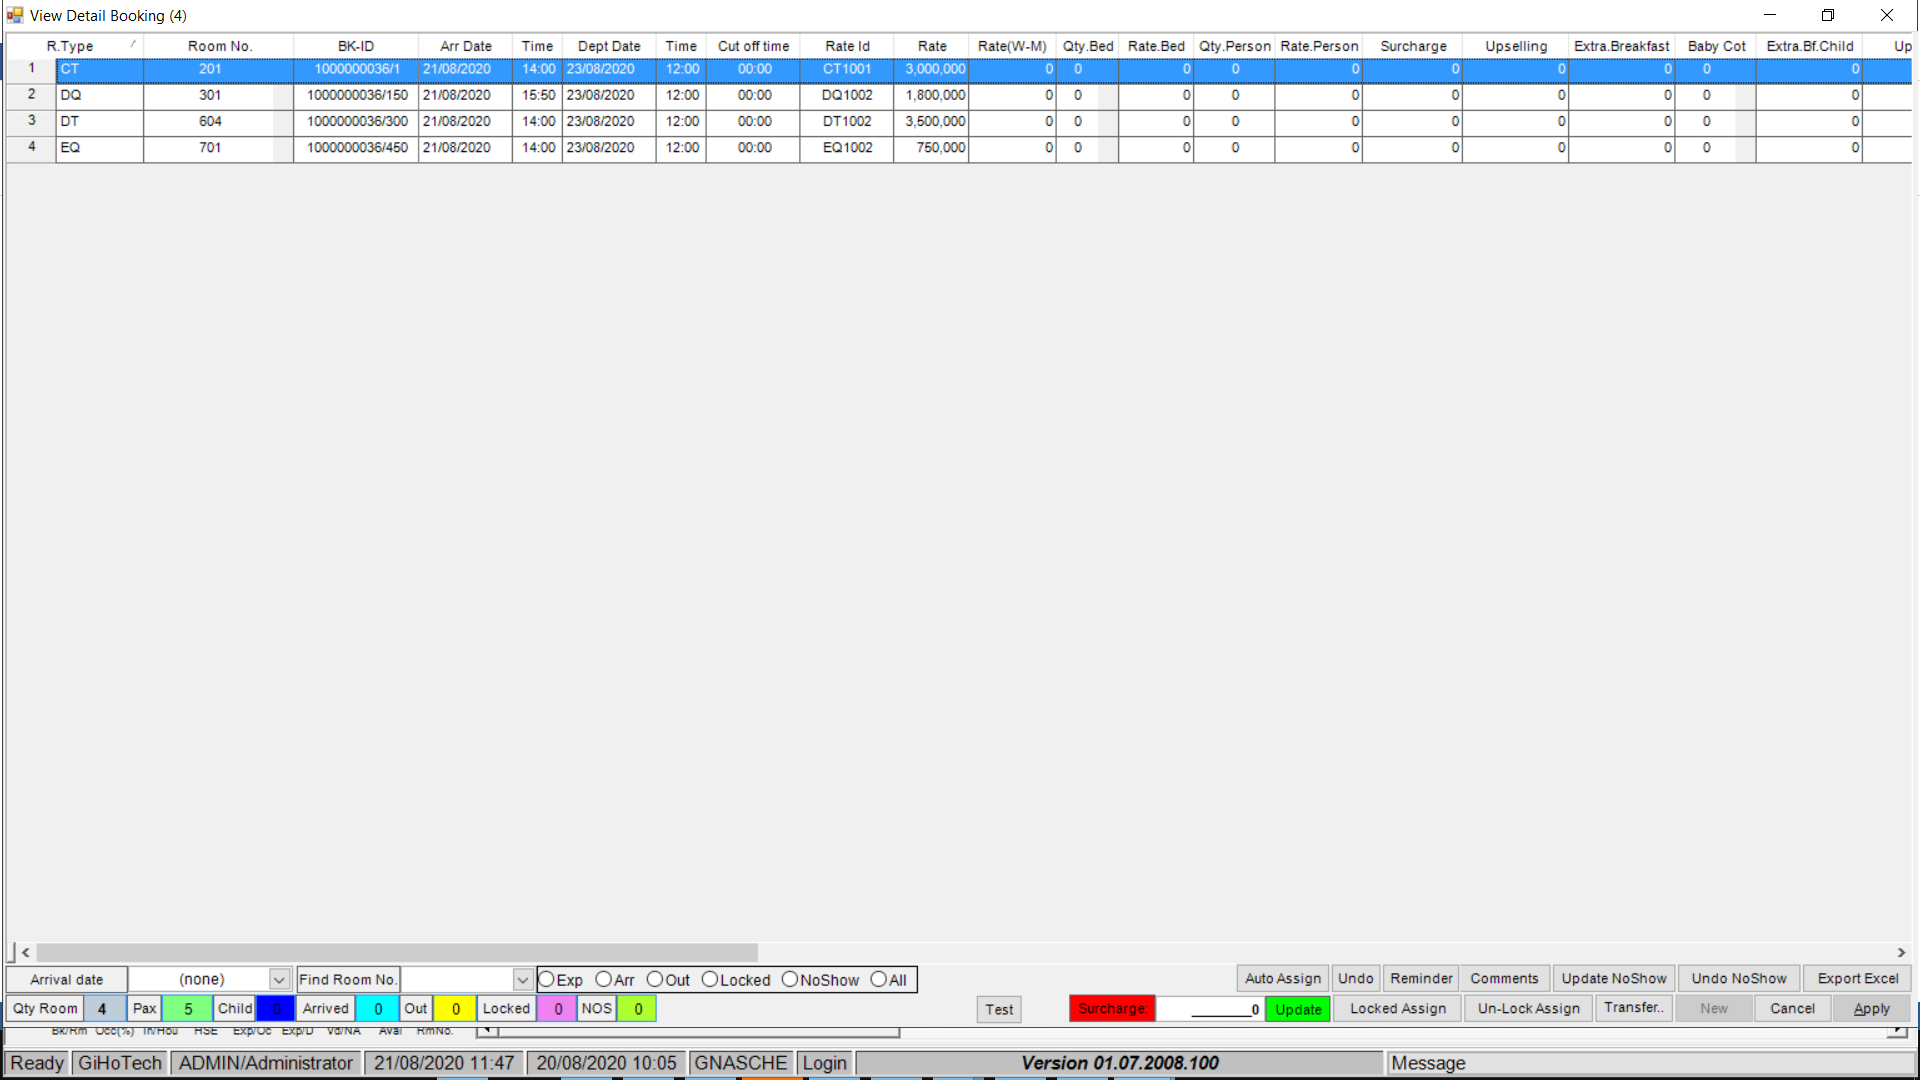 View Detail Booking (4)
R.Type Room No. BK-ID Arr Date Time Dept Date Time Cut off time Rate Id Rate Rate(W-M) Qty.Bed Rate.Bed Qty.Person Rate.Person Surcharge Upselling Extra.Breakfast Baby Cot Extra.Bf.Child Up
1 CT 201 1000000036/1 21/08/2020 14:00 23/08/2020 12:00 00:00 CT1001 3,000,000 0 0 0 0 0 0 0 0 0 0
2 DQ 301 1000000036/150 21/08/2020 15:50 23/08/2020 12:00 00:00 DQ1002 1,800,000 0 0 0 0 0 0 0 0 0 0
3 DT 604 1000000036/300 21/08/2020 14:00 23/08/2020 12:00 00:00 DT1002 3,500,000 0 0 0 0 0 0 0 0 0 0
4 EQ 701 1000000036/450 21/08/2020 14:00 23/08/2020 12:00 00:00 EQ1002 750,000 0 0 0 0 0 0 0 0 0 0
Arrival date (none) Find Room No. Exp Arr Out Locked NoShow All Auto Assign Undo Reminder Comments Update NoShow Undo NoShow Export Excel
Qty Room 4 Pax 5 Child 0 Arrived 0 Out 0 Locked 0 NOS 0 Test Surcharge: 0 Update Locked Assign Un-Lock Assign Transfer.. New Cancel Apply
Bk/Rm Occ(%) In/Hou HSE Exp/Oc Exp/D Vd/NA Aval RmNo.
Ready GiHoTech ADMIN/Administrator 21/08/2020 11:47 20/08/2020 10:05 GNASCHE Login Version 01.07.2008.100 Message